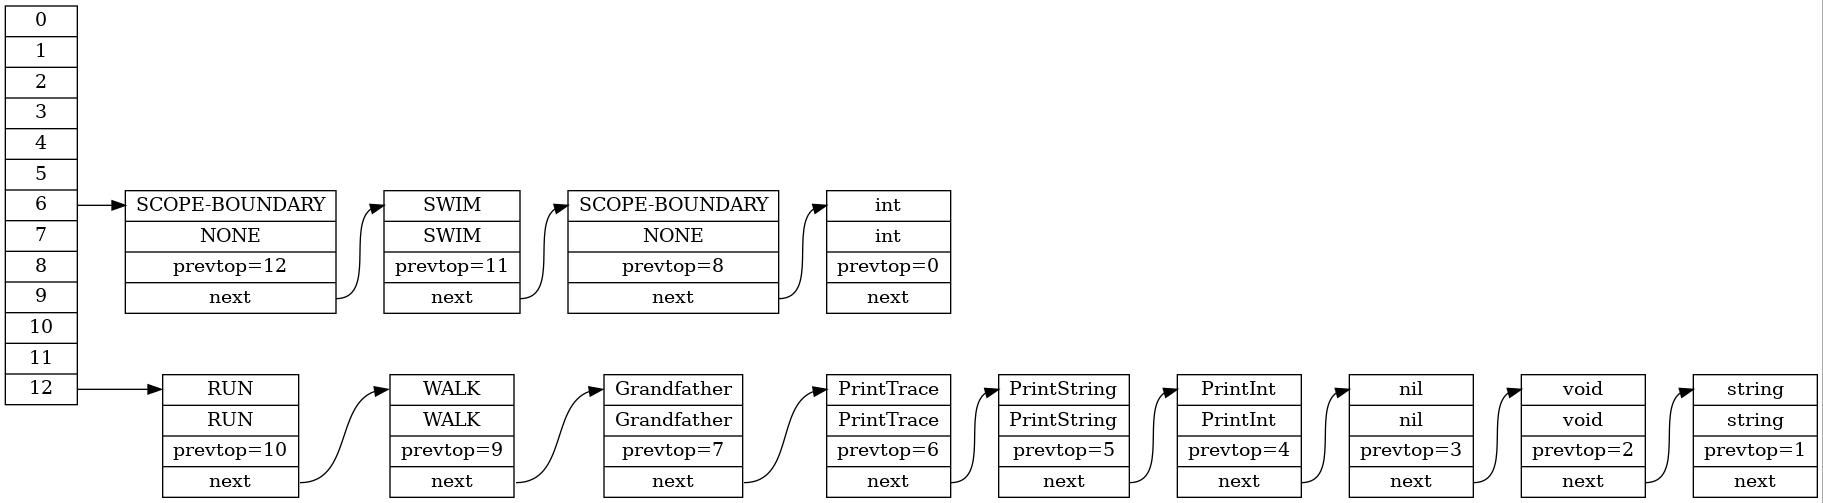 0
1
2
3
4
5
6
7
8
9
10
11
12
SCOPE-BOUNDARY
NONE
prevtop=12
next
SWIM
SWIM
prevtop=11
next
SCOPE-BOUNDARY
NONE
prevtop=8
next
int
int
prevtop=0
next
RUN
RUN
prevtop=10
next
WALK
WALK
prevtop=9
next
Grandfather
Grandfather
prevtop=7
next
PrintTrace
PrintTrace
prevtop=6
next
PrintString
PrintString
prevtop=5
next
PrintInt
PrintInt
prevtop=4
next
nil
nil
prevtop=3
next
void
void
prevtop=2
next
string
string
prevtop=1
next